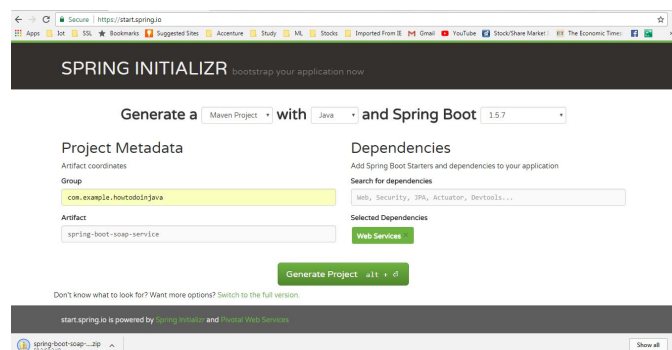 Secure | https://start.spring.io
Apps Iot SSL Bookmarks Suggested Sites Accenture Study ML Stocks Imported From IE Gmail YouTube Stock/Share Market I The Economic Times
SPRING INITIALIZR bootstrap your application now
Generate a Maven Project with Java and Spring Boot 1.5.7
Project Metadata
Artifact coordinates
Group
com.example.howtodoinjava
Artifact
spring-boot-soap-service
Dependencies
Add Spring Boot Starters and dependencies to your application
Search for dependencies
Web, Security, JPA, Actuator, Devtools...
Selected Dependencies
Web Services ×
Generate Project alt + ⏎
Don't know what to look for? Want more options? Switch to the full version.
start.spring.io is powered by Spring Initializr and Pivotal Web Services
spring-boot-soap-....zip
Show all